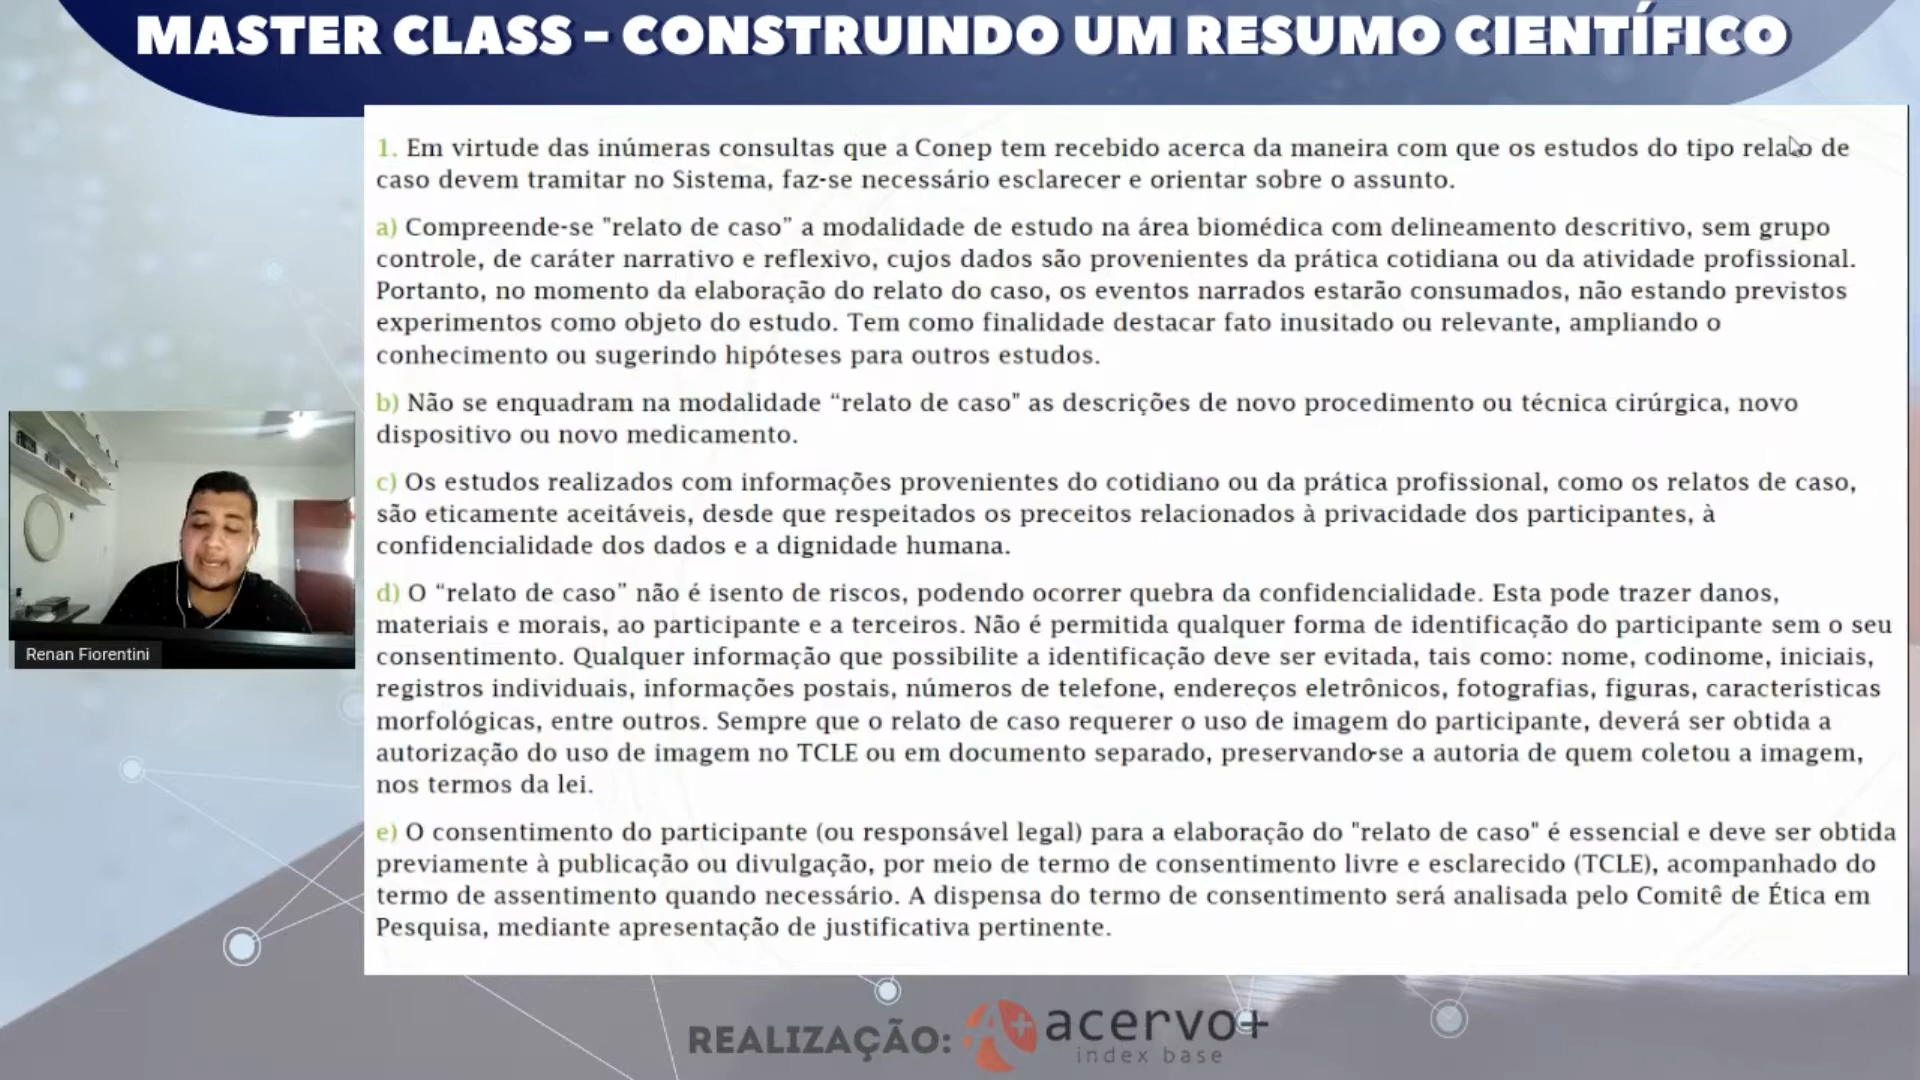 MASTER CLASS – CONSTRUINDO UM RESUMO CIENTÍFICO
1. Em virtude das inúmeras consultas que a Conep tem recebido acerca da maneira com que os estudos do tipo relato de
caso devem tramitar no Sistema, faz-se necessário esclarecer e orientar sobre o assunto.
a) Compreende-se "relato de caso” a modalidade de estudo na área biomédica com delineamento descritivo, sem grupo
controle, de caráter narrativo e reflexivo, cujos dados são provenientes da prática cotidiana ou da atividade profissional.
Portanto, no momento da elaboração do relato do caso, os eventos narrados estarão consumados, não estando previstos
experimentos como objeto do estudo. Tem como finalidade destacar fato inusitado ou relevante, ampliando o
conhecimento ou sugerindo hipóteses para outros estudos.
b) Não se enquadram na modalidade “relato de caso" as descrições de novo procedimento ou técnica cirúrgica, novo
dispositivo ou novo medicamento.
c) Os estudos realizados com informações provenientes do cotidiano ou da prática profissional, como os relatos de caso,
são eticamente aceitáveis, desde que respeitados os preceitos relacionados à privacidade dos participantes, à
confidencialidade dos dados e a dignidade humana.
d) O “relato de caso” não é isento de riscos, podendo ocorrer quebra da confidencialidade. Esta pode trazer danos,
materiais e morais, ao participante e a terceiros. Não é permitida qualquer forma de identificação do participante sem o seu
consentimento. Qualquer informação que possibilite a identificação deve ser evitada, tais como: nome, codinome, iniciais,
registros individuais, informações postais, números de telefone, endereços eletrônicos, fotografias, figuras, características
morfológicas, entre outros. Sempre que o relato de caso requerer o uso de imagem do participante, deverá ser obtida a
autorização do uso de imagem no TCLE ou em documento separado, preservando-se a autoria de quem coletou a imagem,
nos termos da lei.
e) O consentimento do participante (ou responsável legal) para a elaboração do "relato de caso" é essencial e deve ser obtida
previamente à publicação ou divulgação, por meio de termo de consentimento livre e esclarecido (TCLE), acompanhado do
termo de assentimento quando necessário. A dispensa do termo de consentimento será analisada pelo Comitê de Ética em
Pesquisa, mediante apresentação de justificativa pertinente.
Renan Fiorentini
REALIZAÇÃO: A+ acervo+
index base